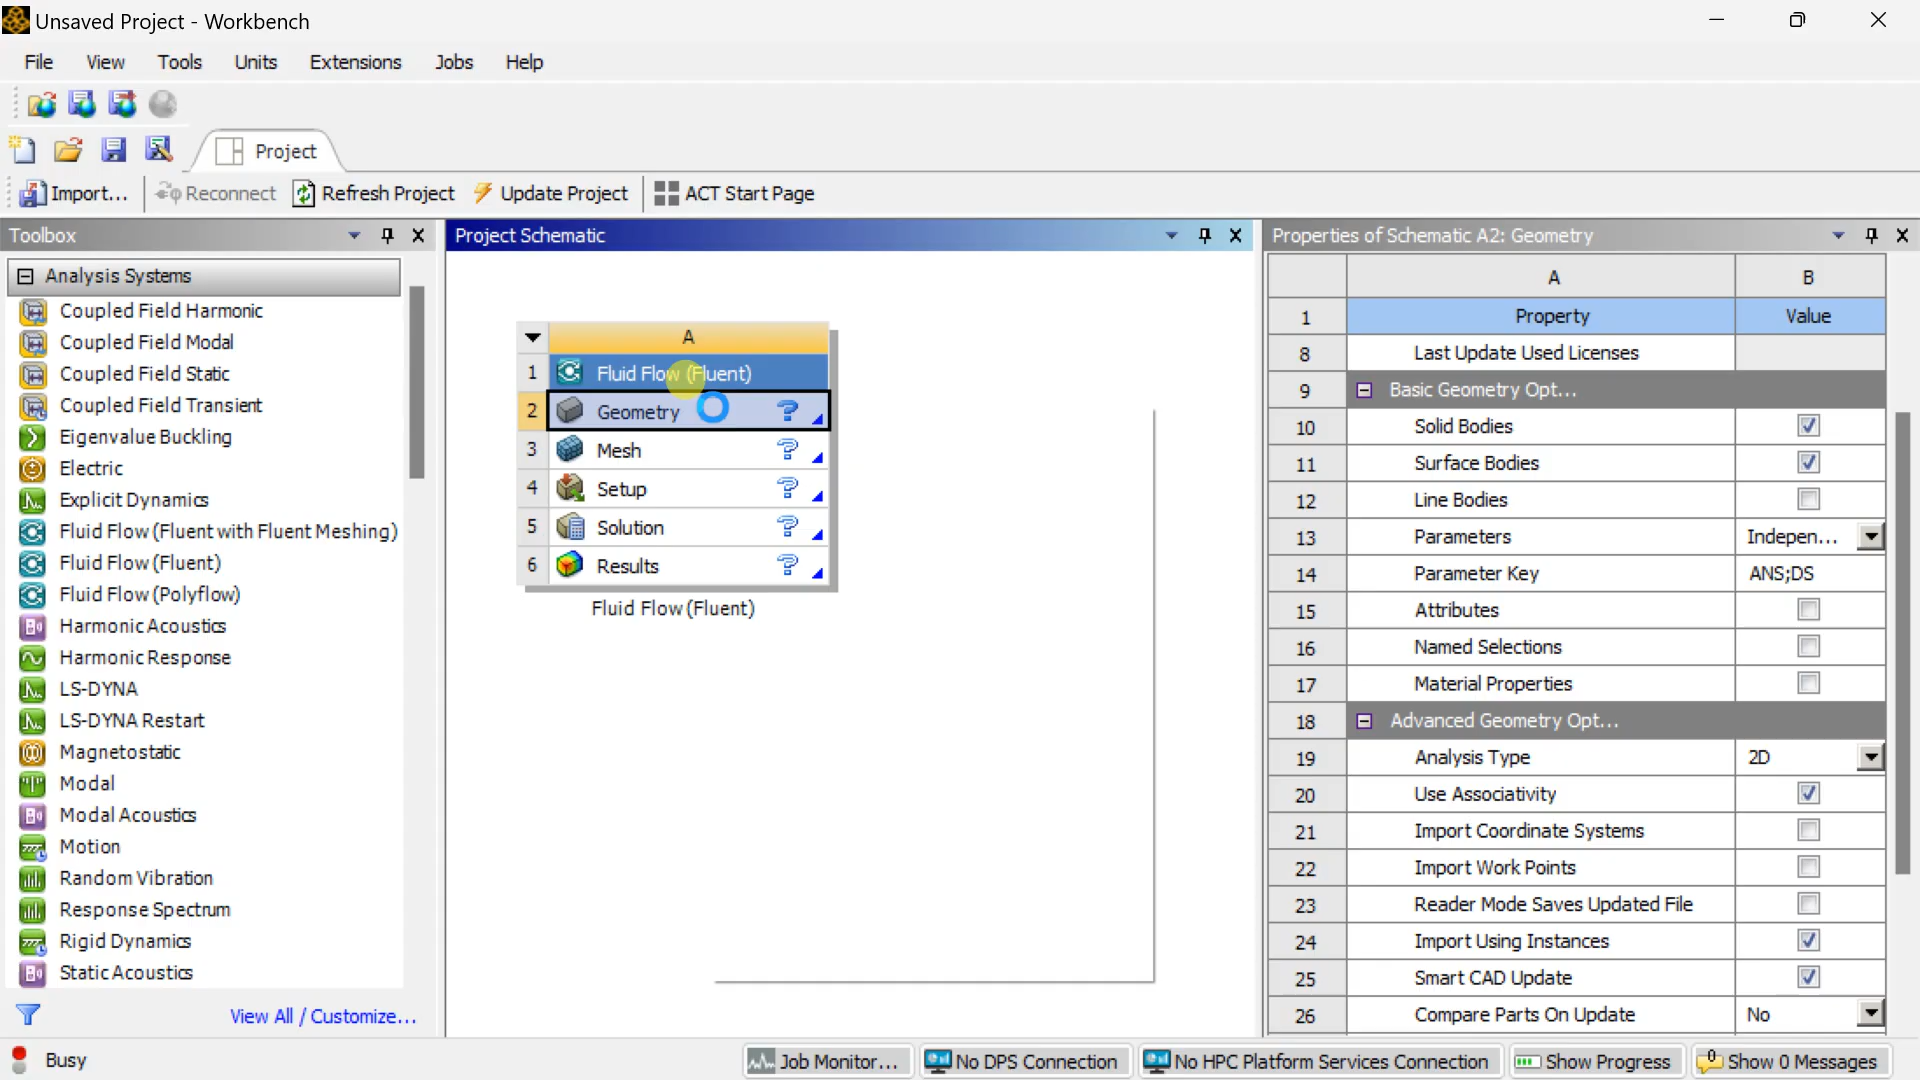 Unsaved Project - Workbench
File View Tools Units Extensions Jobs Help
Project
Import... Reconnect Refresh Project Update Project ACT Start Page
Toolbox
Analysis Systems
Coupled Field Harmonic
Coupled Field Modal
Coupled Field Static
Coupled Field Transient
Eigenvalue Buckling
Electric
Explicit Dynamics
Fluid Flow (Fluent with Fluent Meshing)
Fluid Flow (Fluent)
Fluid Flow (Polyflow)
Harmonic Acoustics
Harmonic Response
LS-DYNA
LS-DYNA Restart
Magnetostatic
Modal
Modal Acoustics
Motion
Random Vibration
Response Spectrum
Rigid Dynamics
Static Acoustics
View All / Customize...
Project Schematic
A
1 Fluid Flow (Fluent)
2 Geometry
3 Mesh
4 Setup
5 Solution
6 Results
Fluid Flow (Fluent)
Properties of Schematic A2: Geometry
A B
1 Property Value
8 Last Update Used Licenses
9 Basic Geometry Opt...
10 Solid Bodies
11 Surface Bodies
12 Line Bodies
13 Parameters Indepen...
14 Parameter Key ANS;DS
15 Attributes
16 Named Selections
17 Material Properties
18 Advanced Geometry Opt...
19 Analysis Type 2D
20 Use Associativity
21 Import Coordinate Systems
22 Import Work Points
23 Reader Mode Saves Updated File
24 Import Using Instances
25 Smart CAD Update
26 Compare Parts On Update No
Busy Job Monitor... No DPS Connection No HPC Platform Services Connection Show Progress 0 Show 0 Messages